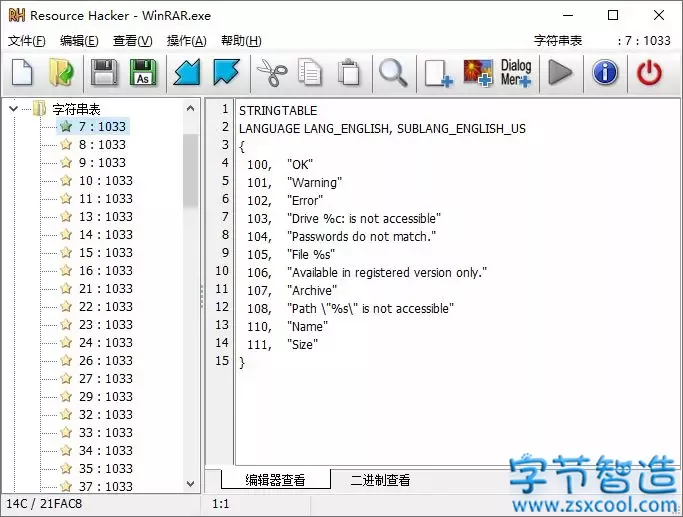 RH Resource Hacker - WinRAR.exe
文件(F) 编辑(E) 查看(V) 操作(A) 帮助(H) 字符串表 : 7 : 1033
As
Dialog
Men
字符串表
7 : 1033
8 : 1033
9 : 1033
10 : 1033
11 : 1033
13 : 1033
14 : 1033
15 : 1033
16 : 1033
21 : 1033
22 : 1033
23 : 1033
24 : 1033
26 : 1033
27 : 1033
29 : 1033
32 : 1033
33 : 1033
34 : 1033
35 : 1033
37 : 1033
1 STRINGTABLE
2 LANGUAGE LANG_ENGLISH, SUBLANG_ENGLISH_US
3 {
4 100, "OK"
5 101, "Warning"
6 102, "Error"
7 103, "Drive %c: is not accessible"
8 104, "Passwords do not match."
9 105, "File %s"
10 106, "Available in registered version only."
11 107, "Archive"
12 108, "Path \"%s\" is not accessible"
13 110, "Name"
14 111, "Size"
15 }
编辑器查看 二进制查看
14C / 21FAC8 1:1
字节智造
www.zsxcool.com